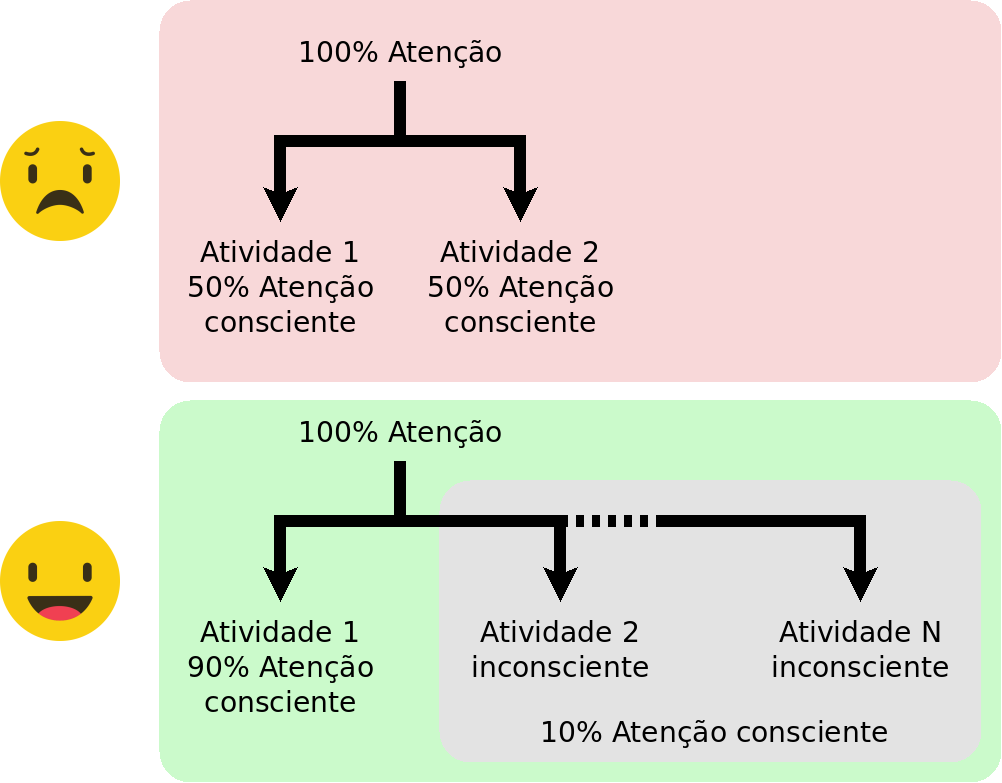 100% Atenção
Atividade 1
50% Atenção
consciente
Atividade 2
50% Atenção
consciente
100% Atenção
Atividade 1
90% Atenção
consciente
Atividade 2
inconsciente
Atividade N
inconsciente
10% Atenção consciente